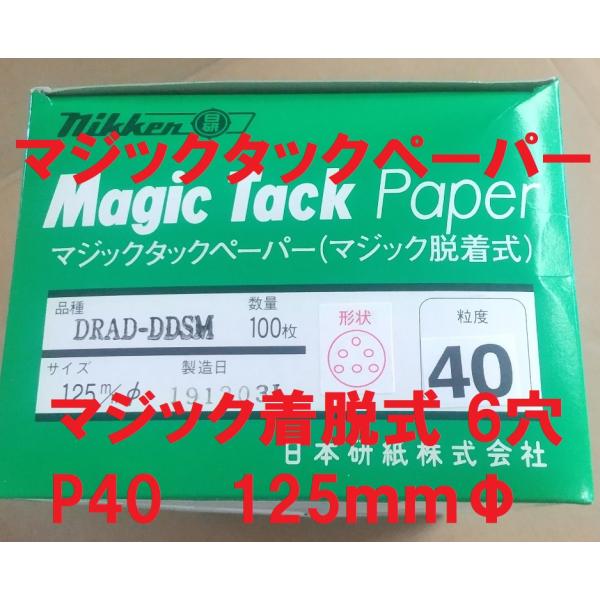 Nikken
マジックタックペーパー
Magic Tack Paper
マジックタックペーパー(マジック脱着式)
品種 数量 形状 粒度
DRAD-DDSM 100枚 40
サイズ 製造日
125m/m φ
マジック着脱式 6穴
日本研紙株式会社
P40 125mmΦ